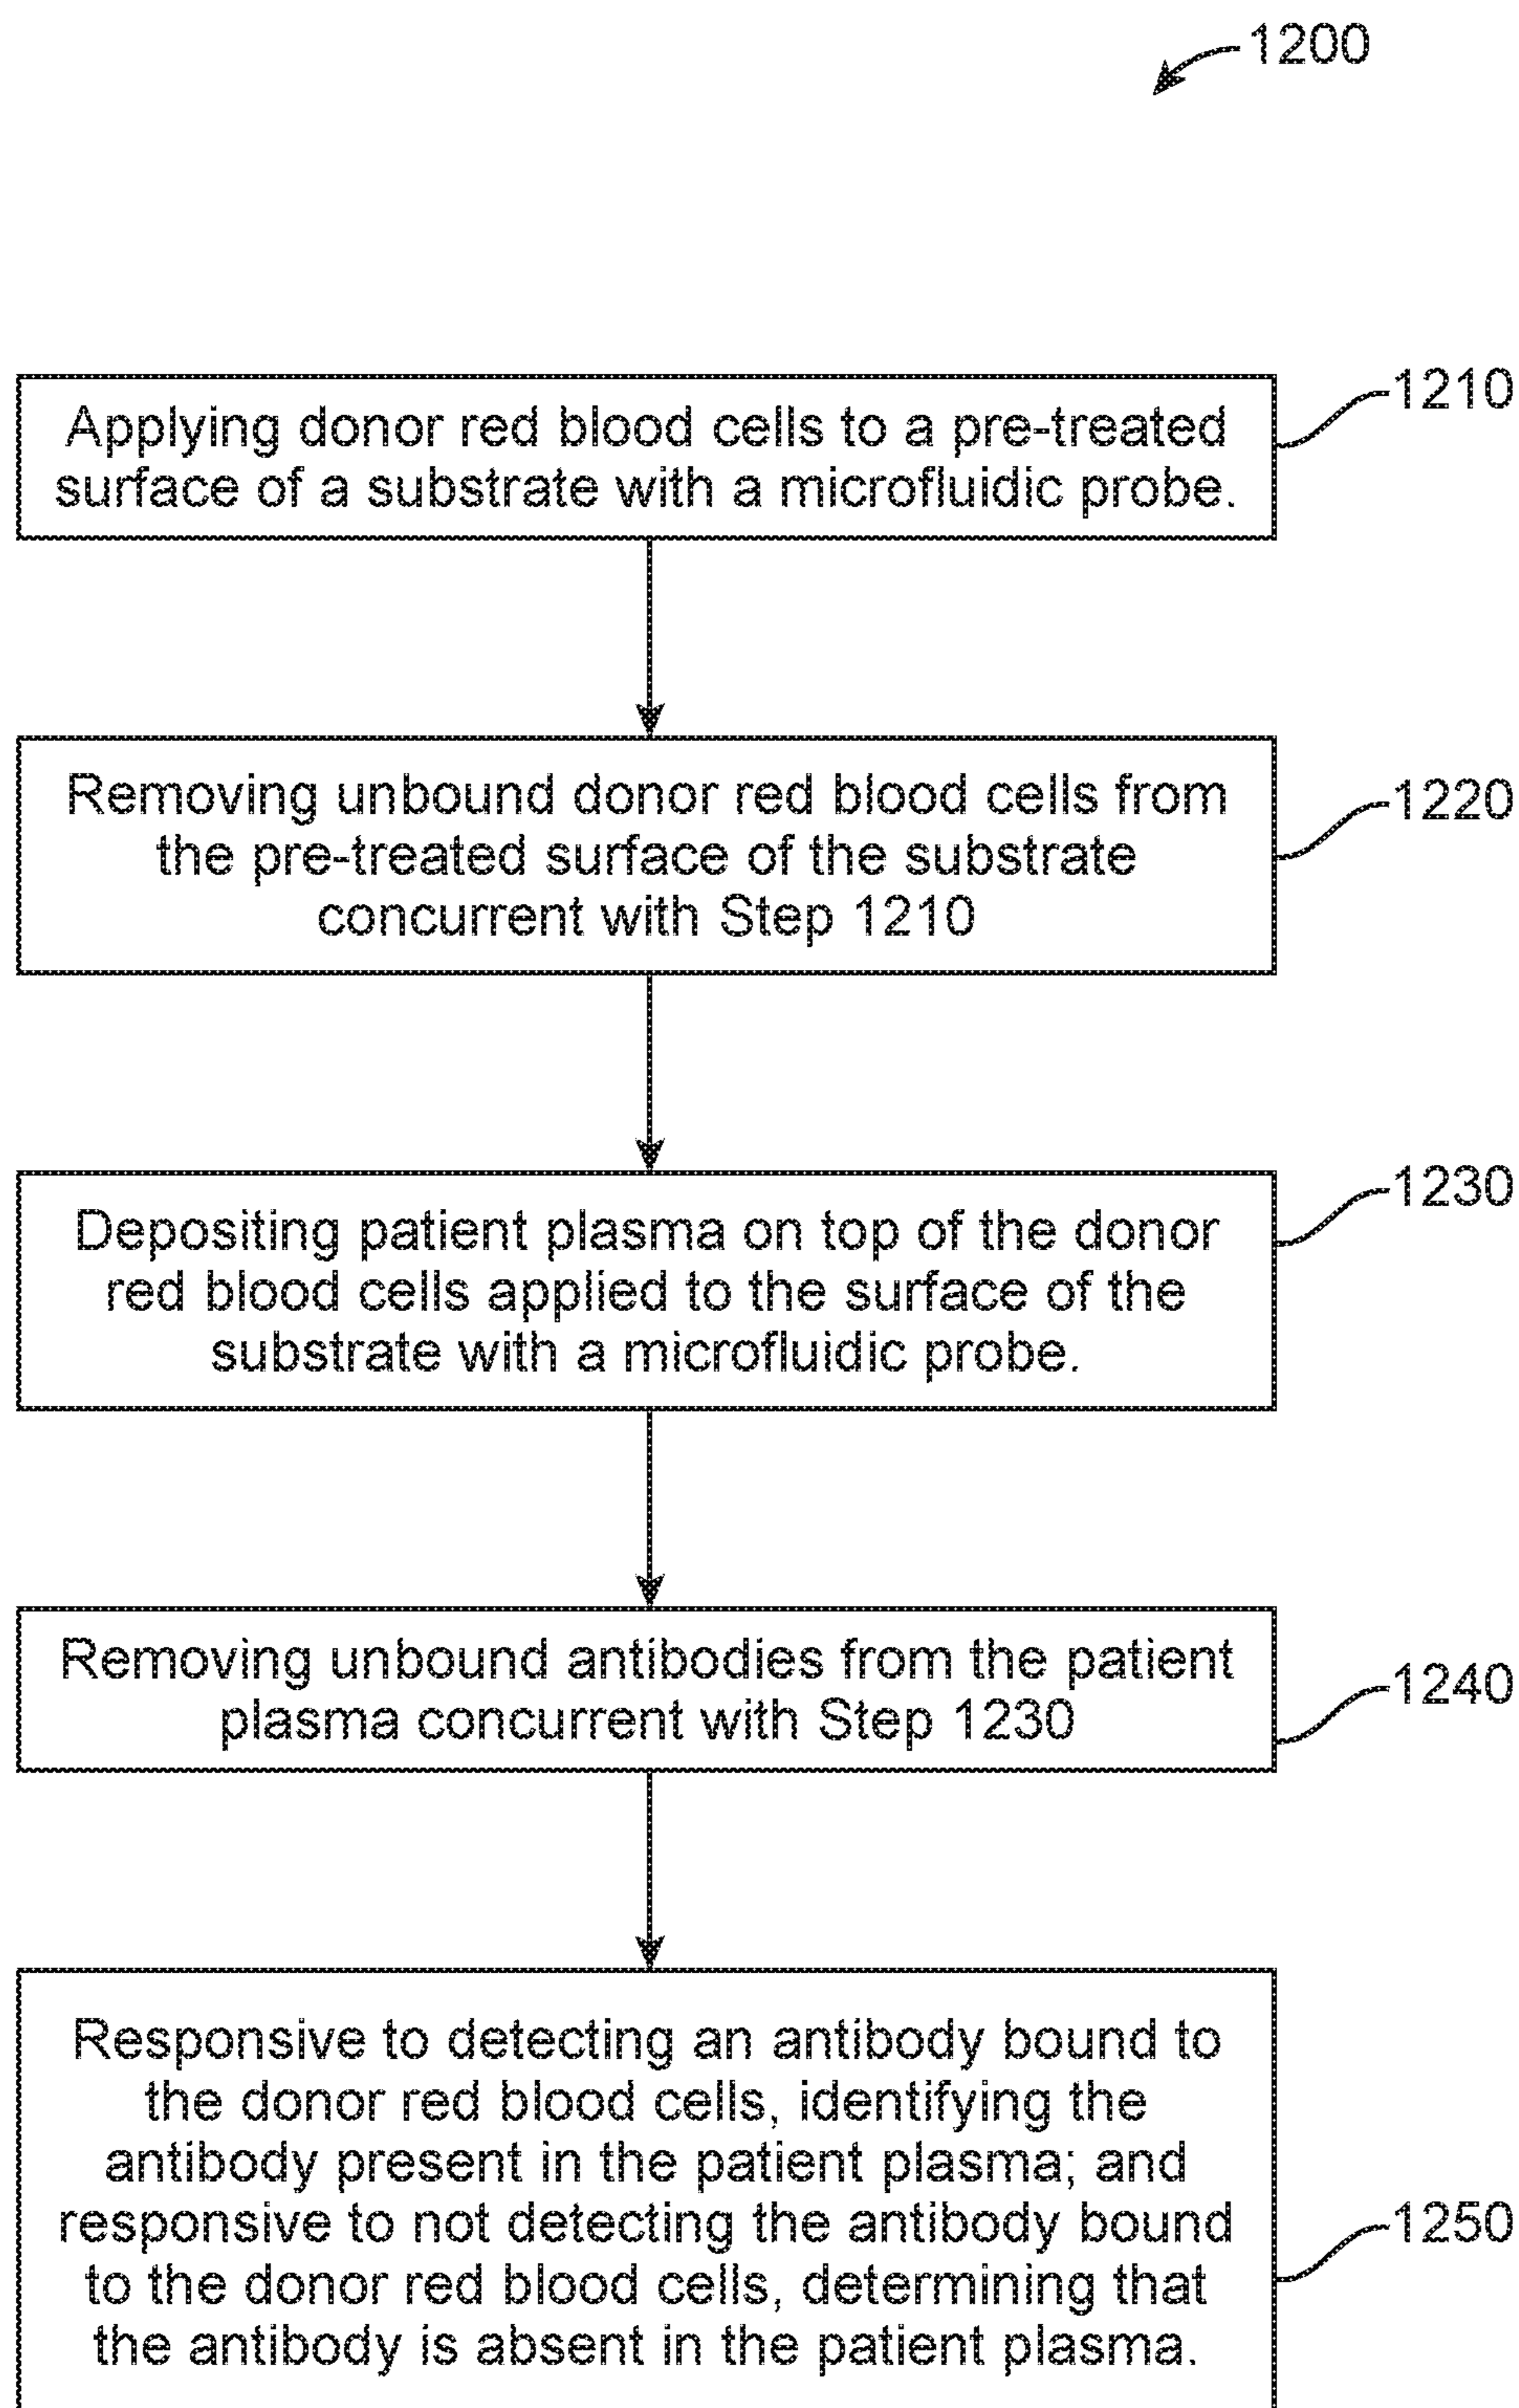 1200
Applying donor red blood cells to a pre-treated
surface of a substrate with a microfluidic probe.
1210
Removing unbound donor red blood cells from
the pre-treated surface of the substrate
concurrent with Step 1210
1220
Depositing patient plasma on top of the donor
red blood cells applied to the surface of the
substrate with a microfluidic probe.
1230
Removing unbound antibodies from the patient
plasma concurrent with Step 1230
1240
Responsive to detecting an antibody bound to
the donor red blood cells, identifying the
antibody present in the patient plasma; and
responsive to not detecting the antibody bound
to the donor red blood cells, determining that
the antibody is absent in the patient plasma.
1250